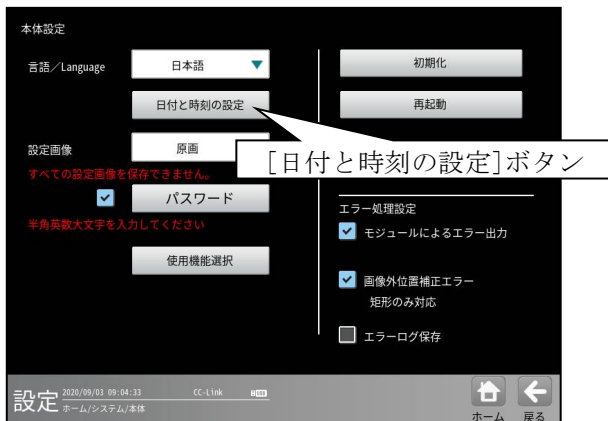 本体設定
言語／Language
日本語
日付と時刻の設定
設定画像
原画
すべての設定画像を保存できません。
パスワード
半角英数大文字を入力してください
使用機能選択
初期化
再起動
[日付と時刻の設定]ボタン
エラー処理設定
モジュールによるエラー出力
画像外位置補正エラー
矩形のみ対応
エラーログ保存
設定
2020/09/03 09:04:33
CC-Link
ホーム/システム/本体
ホーム
戻る